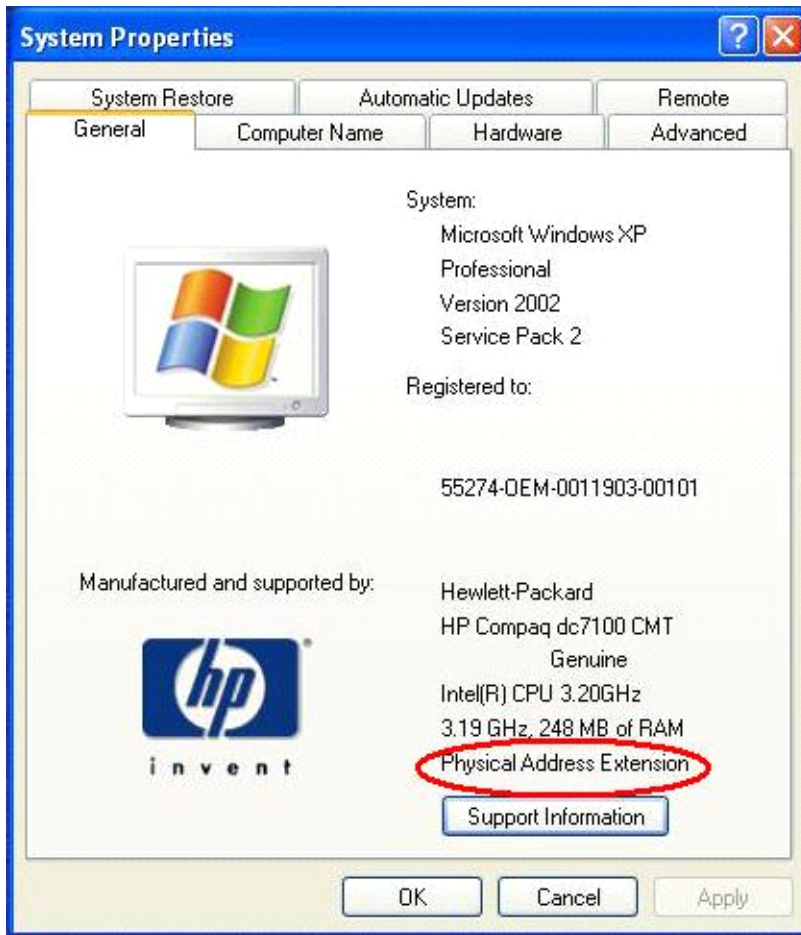 System Properties
System Restore
Automatic Updates
Remote
General
Computer Name
Hardware
Advanced
System:
Microsoft Windows XP
Professional
Version 2002
Service Pack 2
Registered to:
55274-OEM-0011903-00101
Manufactured and supported by:
hp
invent
Hewlett-Packard
HP Compaq dc7100 CMT
Genuine
Intel(R) CPU 3.20GHz
3.19 GHz, 248 MB of RAM
Physical Address Extension
Support Information
OK
Cancel
Apply